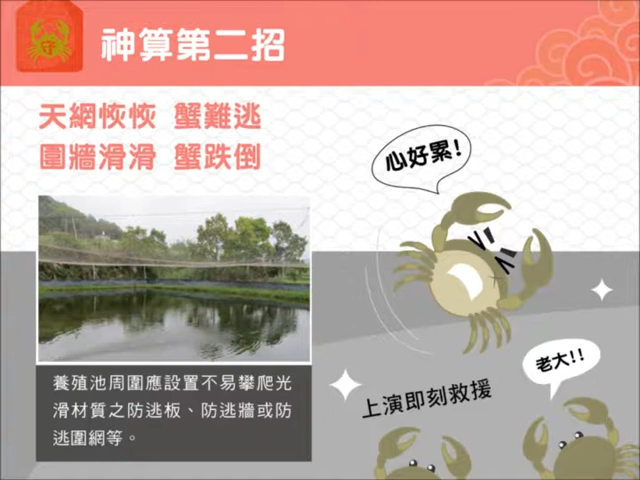 守
神算第二招
天網恢恢 蟹難逃
圍牆滑滑 蟹跌倒
心好累!
養殖池周圍應設置不易攀爬光
滑材質之防逃板、防逃牆或防
逃圍網等。
老大!!
上演即刻救援